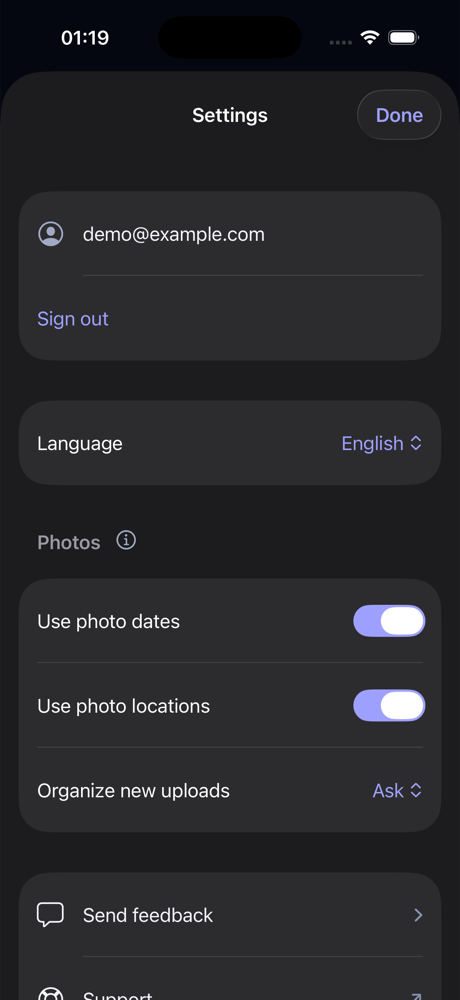 01:19
Settings
Done
demo@example.com
Sign out
Language
English
Photos
Use photo dates
Use photo locations
Organize new uploads
Ask
Send feedback
Support